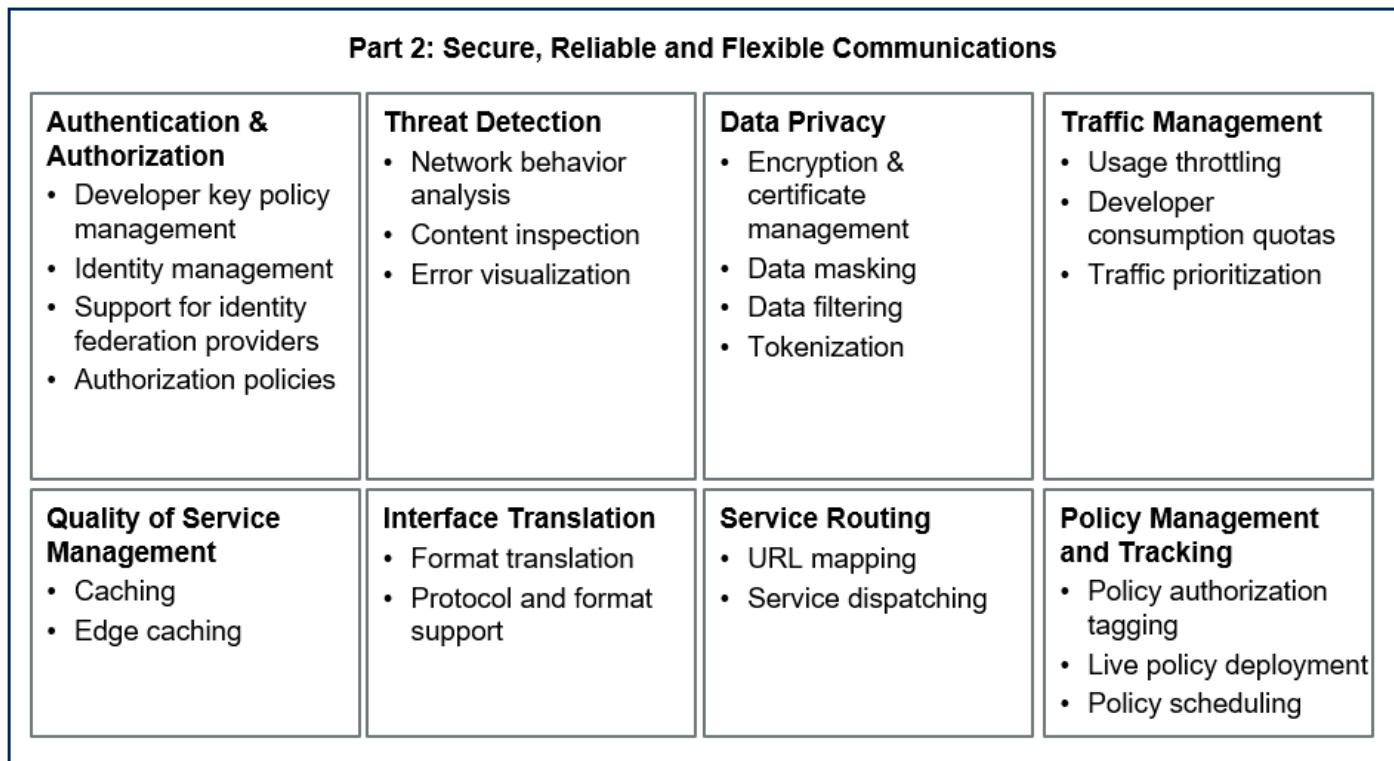 Part 2: Secure, Reliable and Flexible Communications
Authentication &
Authorization
• Developer key policy
management
• Identity management
• Support for identity
federation providers
• Authorization policies
Threat Detection
• Network behavior
analysis
• Content inspection
• Error visualization
Data Privacy
• Encryption &
certificate
management
• Data masking
• Data filtering
• Tokenization
Traffic Management
• Usage throttling
• Developer
consumption quotas
• Traffic prioritization
Quality of Service
Management
• Caching
• Edge caching
Interface Translation
• Format translation
• Protocol and format
support
Service Routing
• URL mapping
• Service dispatching
Policy Management
and Tracking
• Policy authorization
tagging
• Live policy deployment
• Policy scheduling